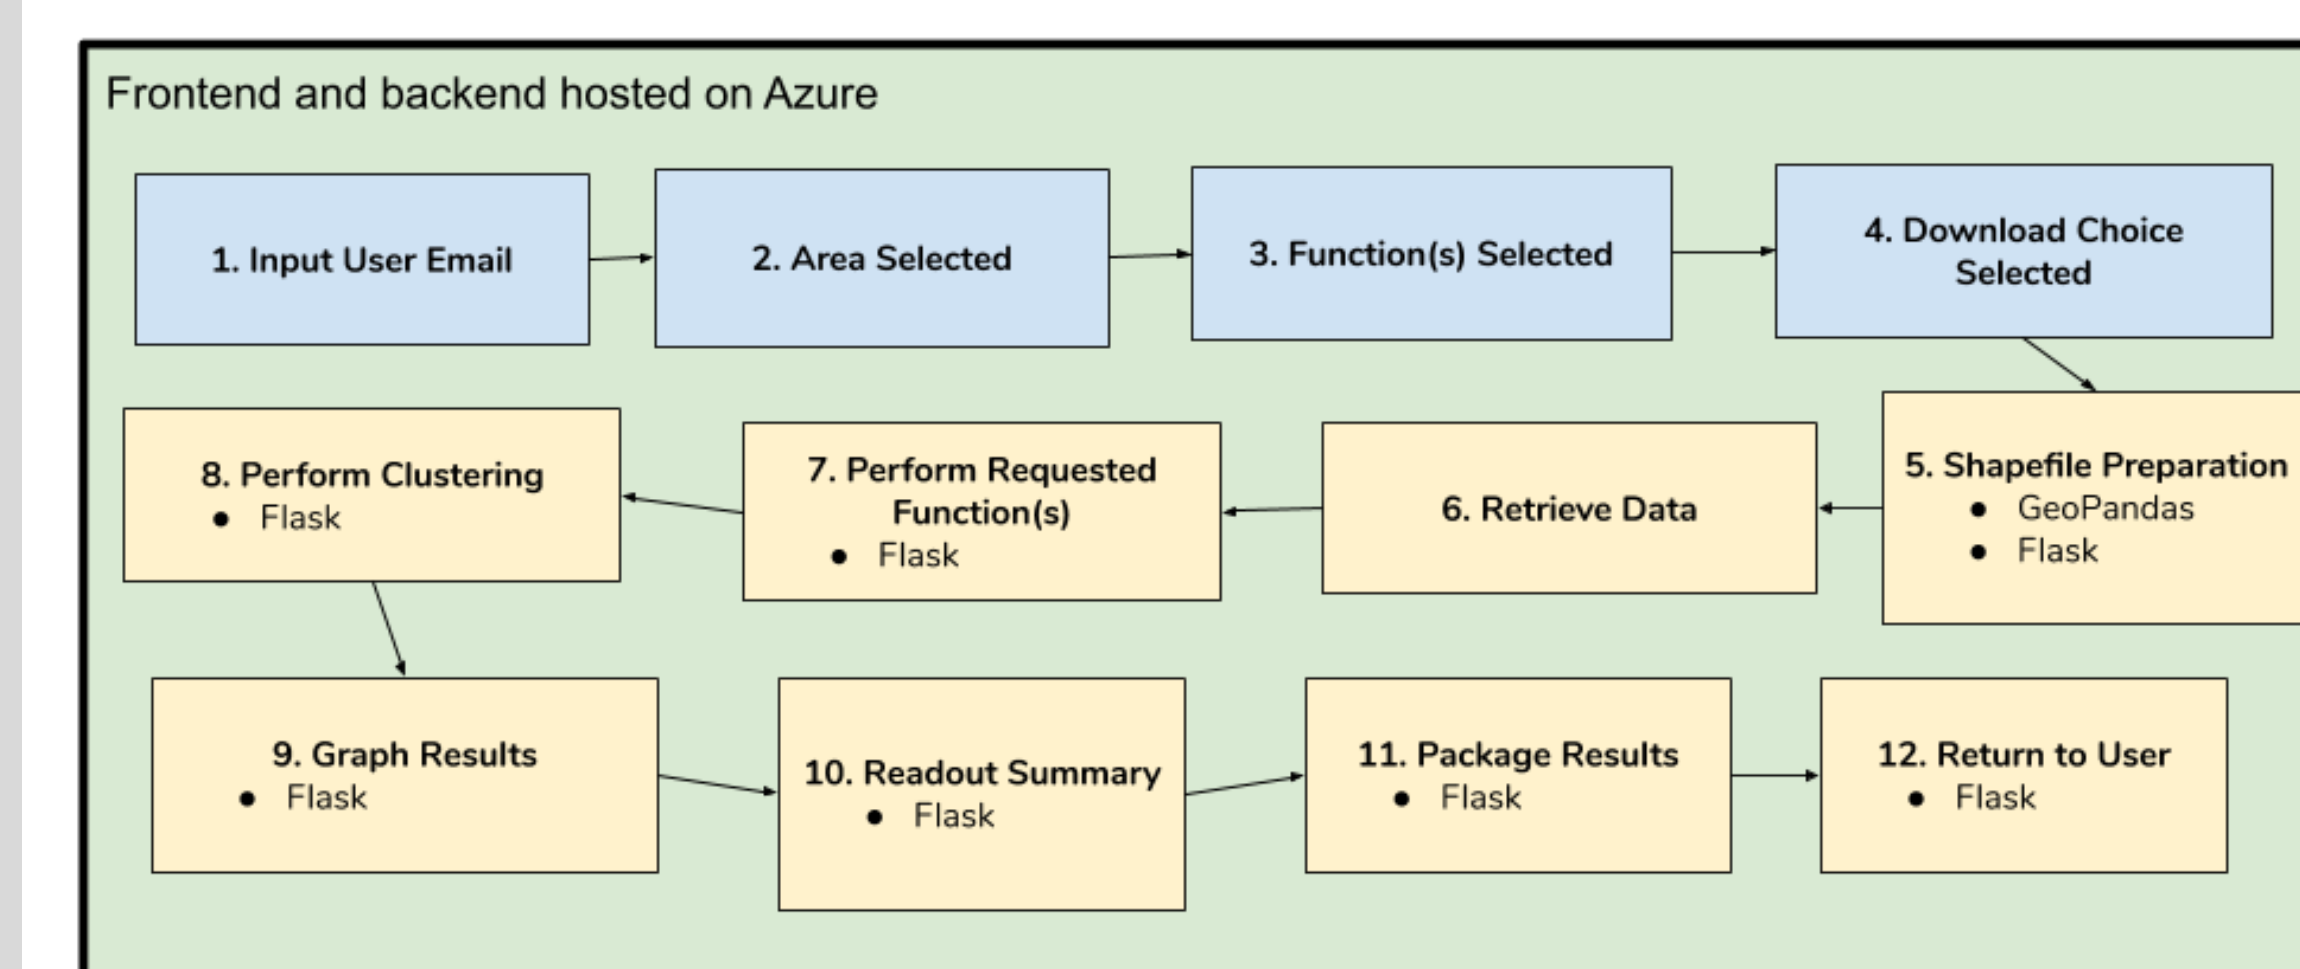 Frontend and backend hosted on Azure
1. Input User Email
2. Area Selected
3. Function(s) Selected
4. Download Choice
Selected
5. Shapefile Preparation
● GeoPandas
● Flask
6. Retrieve Data
7. Perform Requested
Function(s)
● Flask
8. Perform Clustering
● Flask
9. Graph Results
● Flask
10. Readout Summary
● Flask
11. Package Results
● Flask
12. Return to User
● Flask